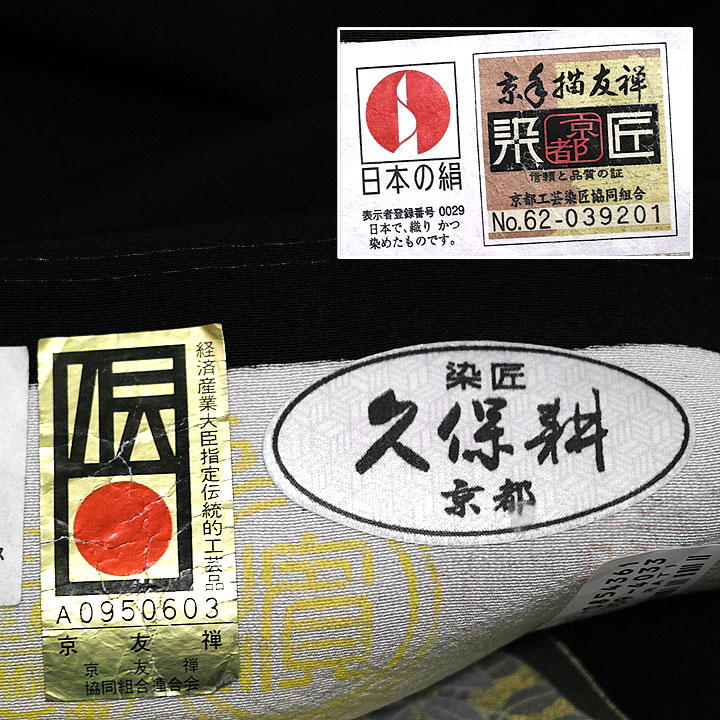 日本の絹
表示者登録番号 0029
日本で、織り かつ
染めたものです。
京手描友禅
染 京都 匠
信頼と品質の証
京都工芸染匠協同組合
No.62-039201
経済産業大臣指定伝統的工芸品
伝
A0950603
京友禅
京友禅
協同組合連合会
染匠
久保耕
京都